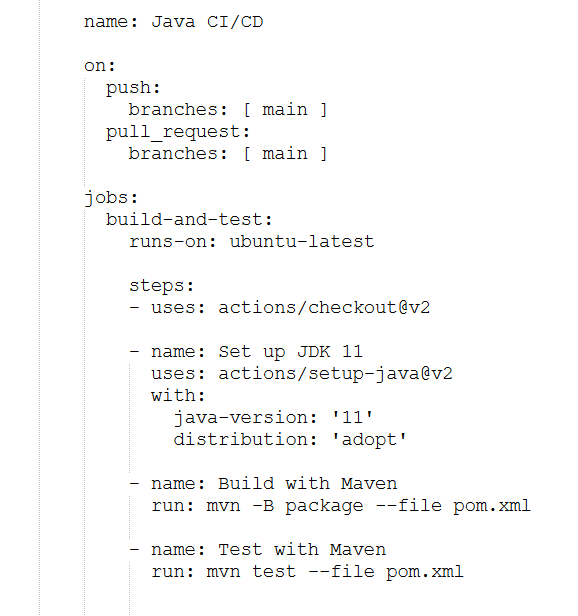 name: Java CI/CD
on:
push:
branches: [ main ]
pull_request:
branches: [ main ]
jobs:
build-and-test:
runs-on: ubuntu-latest
steps:
- uses: actions/checkout@v2
- name: Set up JDK 11
uses: actions/setup-java@v2
with:
java-version: '11'
distribution: 'adopt'
- name: Build with Maven
run: mvn -B package --file pom.xml
- name: Test with Maven
run: mvn test --file pom.xml